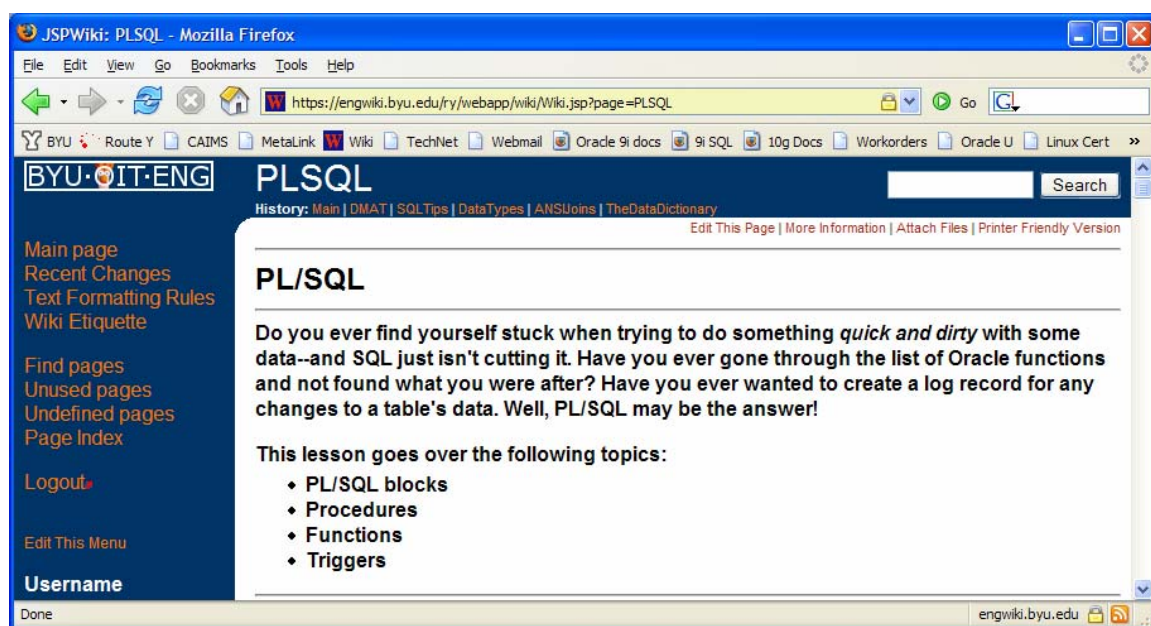 JSPWiki: PLSQL - Mozilla Firefox
File Edit View Go Bookmarks Tools Help
https://engwiki.byu.edu/ry/webapp/wiki/Wiki.jsp?page=PLSQL Go G
BYU Route Y CAIMS MetaLink Wiki TechNet Webmail Oracle 9i docs 9i SQL 10g Docs Workorders Oracle U Linux Cert »
BYU OIT·ENG
PLSQL
Search
History: Main | DMAT | SQLTips | DataTypes | ANSIJoins | TheDataDictionary
Edit This Page | More Information | Attach Files | Printer Friendly Version
Main page
Recent Changes
Text Formatting Rules
Wiki Etiquette
Find pages
Unused pages
Undefined pages
Page Index
Logout
Edit This Menu
Username
PL/SQL
Do you ever find yourself stuck when trying to do something quick and dirty with some
data--and SQL just isn't cutting it. Have you ever gone through the list of Oracle functions
and not found what you were after? Have you ever wanted to create a log record for any
changes to a table's data. Well, PL/SQL may be the answer!
This lesson goes over the following topics:
• PL/SQL blocks
• Procedures
• Functions
• Triggers
Done
engwiki.byu.edu